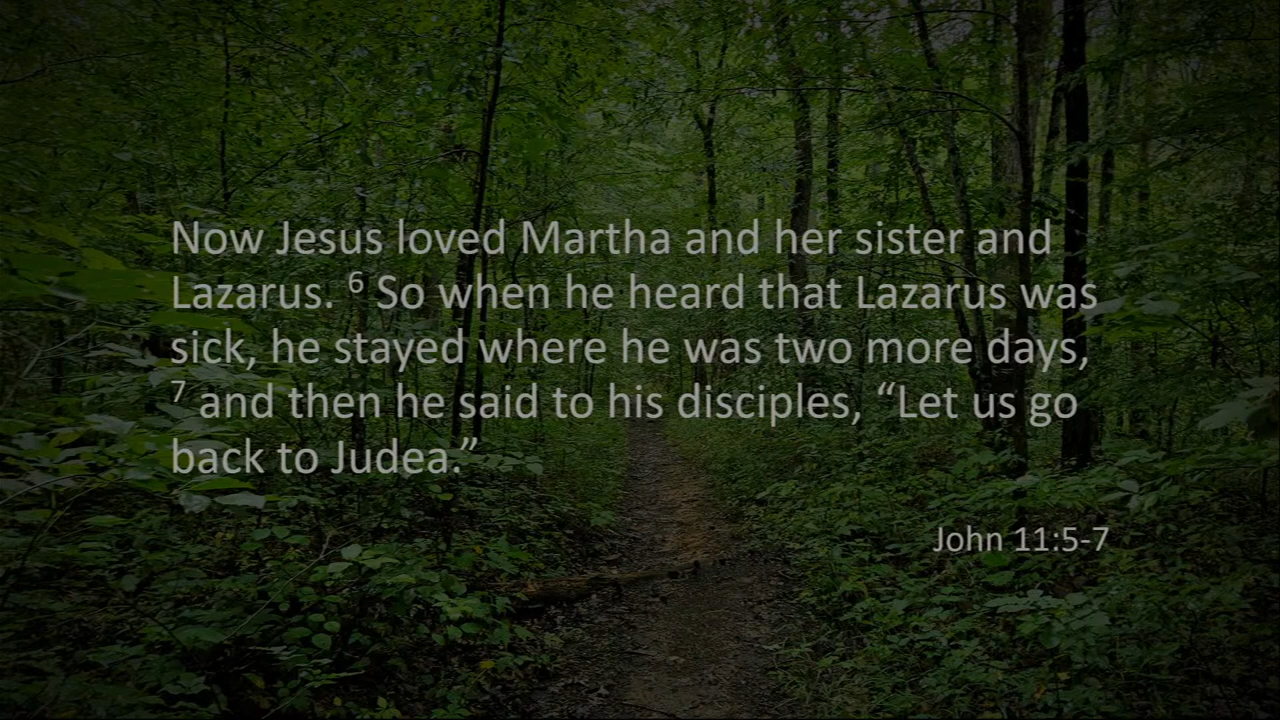 Now Jesus loved Martha and her sister and
Lazarus. ⁶ So when he heard that Lazarus was
sick, he stayed where he was two more days,
⁷ and then he said to his disciples, “Let us go
back to Judea.”
John 11:5-7